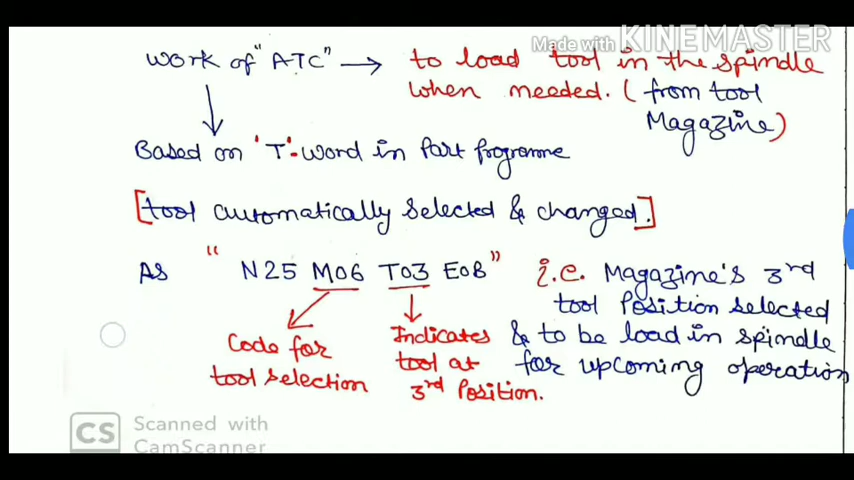 Made with KINEMASTER
work of "ATC" → to load tool in the spindle
when needed. (from tool
Magazine)
Based on 'T'-word in Part programme
[tool automatically selected & changed.]
As "N25 M06 T03 EOB" i.e. Magazine's 3rd
tool Position selected
& to be load in spindle
for upcoming operation
Code for
tool selection
Indicates
tool at
3rd Position.
CS Scanned with
CamScanner